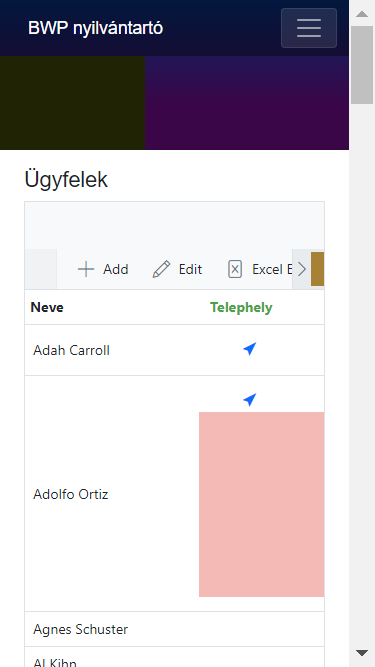 BWP nyilvántartó
Ügyfelek
Add
Edit
Excel E
Neve
Telephely
Adah Carroll
Adolfo Ortiz
Agnes Schuster
Al Kihn